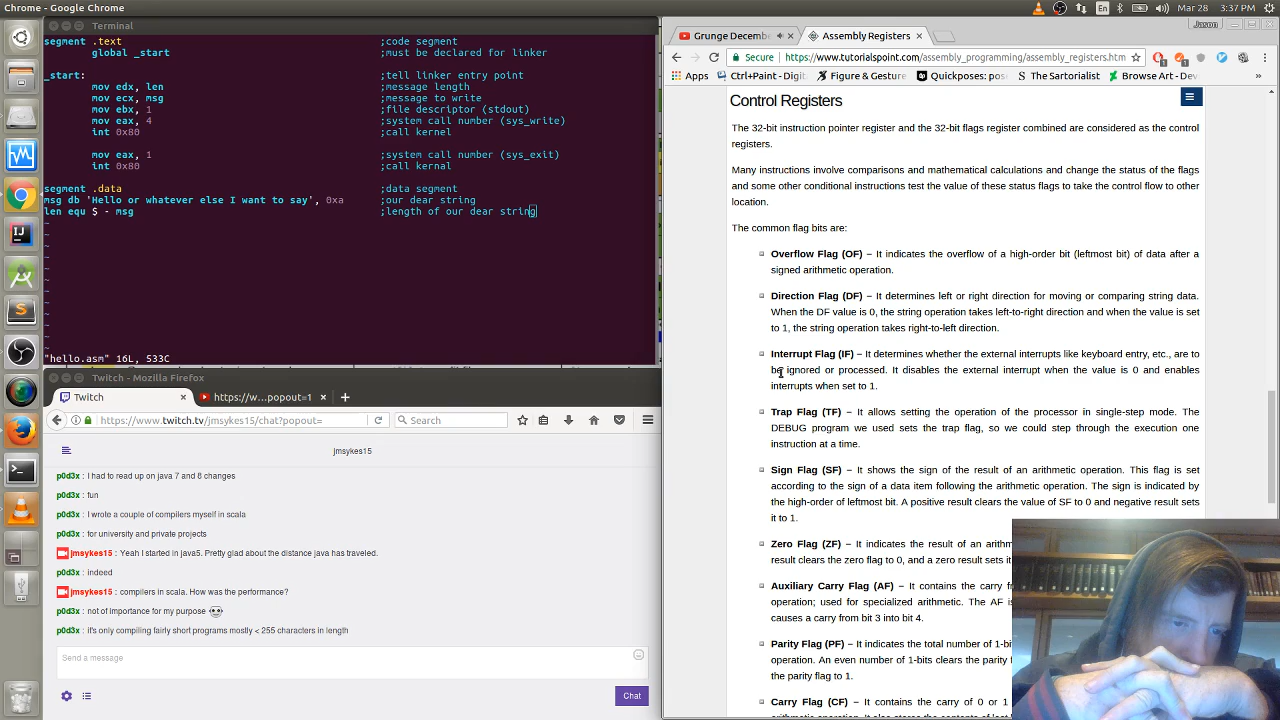 Chrome - Google Chrome
En
Mar 28
3:37 PM
Terminal
segment .text ;code segment
global _start ;must be declared for linker
_start: ;tell linker entry point
mov edx, len ;message length
mov ecx, msg ;message to write
mov ebx, 1 ;file descriptor (stdout)
mov eax, 4 ;system call number (sys_write)
int 0x80 ;call kernel
mov eax, 1 ;system call number (sys_exit)
int 0x80 ;call kernal
segment .data ;data segment
msg db 'Hello or whatever else I want to say', 0xa ;our dear string
len equ $ - msg ;length of our dear string
~
~
~
~
~
~
~
~
~
~
~
~
"hello.asm" 16L, 533C
Twitch - Mozilla Firefox
Twitch
https://w...popout=1
https://www.twitch.tv/jmsykes15/chat?popout=
Search
jmsykes15
p0d3x: I had to read up on java 7 and 8 changes
p0d3x: fun
p0d3x: I wrote a couple of compilers myself in scala
p0d3x: for university and private projects
jmsykes15: Yeah I started in java5. Pretty glad about the distance java has traveled.
p0d3x: indeed
jmsykes15: compilers in scala. How was the performance?
p0d3x: not of importance for my purpose
p0d3x: it's only compiling fairly short programs mostly < 255 characters in length
Send a message
Chat
Jason
Grunge Decembe
Assembly Registers
Secure
https://www.tutorialspoint.com/assembly_programming/assembly_registers.htm
Apps
Ctrl+Paint - Digit
Figure & Gesture
Quickposes: pos
The Sartorialist
Browse Art - Dev
»
Control Registers
The 32-bit instruction pointer register and the 32-bit flags register combined are considered as the control
registers.
Many instructions involve comparisons and mathematical calculations and change the status of the flags
and some other conditional instructions test the value of these status flags to take the control flow to other
location.
The common flag bits are:
Overflow Flag (OF) − It indicates the overflow of a high-order bit (leftmost bit) of data after a
signed arithmetic operation.
Direction Flag (DF) − It determines left or right direction for moving or comparing string data.
When the DF value is 0, the string operation takes left-to-right direction and when the value is set
to 1, the string operation takes right-to-left direction.
Interrupt Flag (IF) − It determines whether the external interrupts like keyboard entry, etc., are to
be ignored or processed. It disables the external interrupt when the value is 0 and enables
interrupts when set to 1.
Trap Flag (TF) − It allows setting the operation of the processor in single-step mode. The
DEBUG program we used sets the trap flag, so we could step through the execution one
instruction at a time.
Sign Flag (SF) − It shows the sign of the result of an arithmetic operation. This flag is set
according to the sign of a data item following the arithmetic operation. The sign is indicated by
the high-order of leftmost bit. A positive result clears the value of SF to 0 and negative result sets
it to 1.
Zero Flag (ZF) − It indicates the result of an arithm
result clears the zero flag to 0, and a zero result sets it
Auxiliary Carry Flag (AF) − It contains the carry f
operation; used for specialized arithmetic. The AF is
causes a carry from bit 3 into bit 4.
Parity Flag (PF) − It indicates the total number of 1-bi
operation. An even number of 1-bits clears the parity f
the parity flag to 1.
Carry Flag (CF) − It contains the carry of 0 or 1